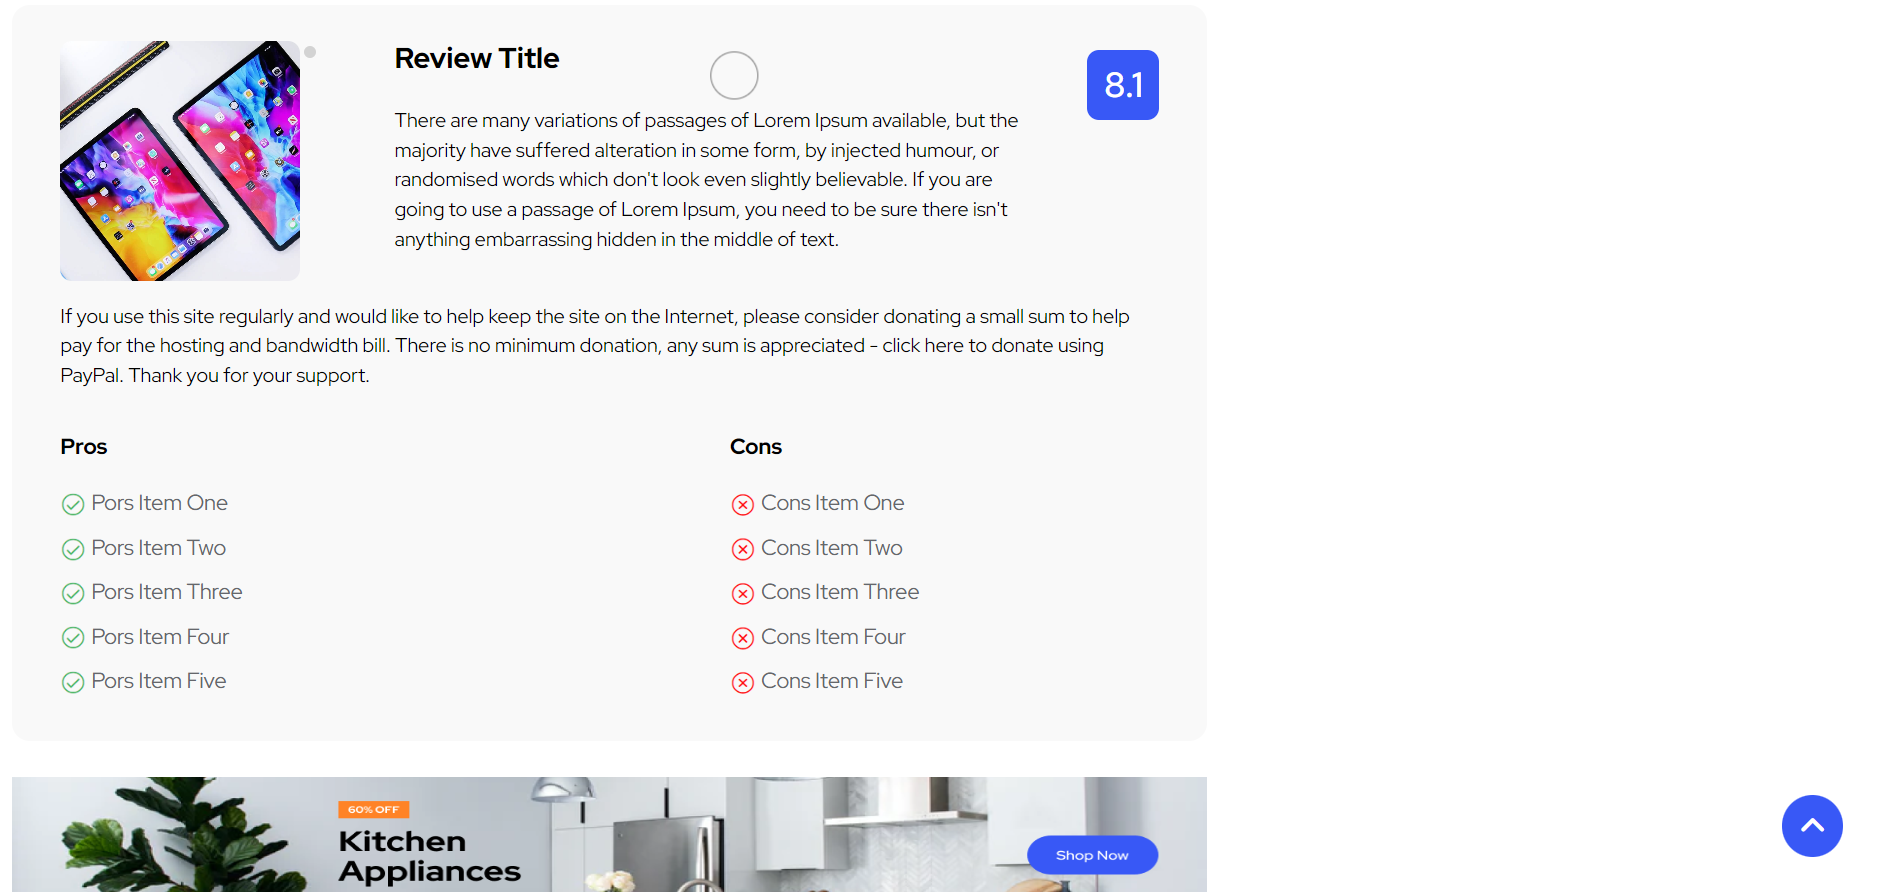 Review Title
8.1
There are many variations of passages of Lorem Ipsum available, but the
majority have suffered alteration in some form, by injected humour, or
randomised words which don't look even slightly believable. If you are
going to use a passage of Lorem Ipsum, you need to be sure there isn't
anything embarrassing hidden in the middle of text.
If you use this site regularly and would like to help keep the site on the Internet, please consider donating a small sum to help
pay for the hosting and bandwidth bill. There is no minimum donation, any sum is appreciated - click here to donate using
PayPal. Thank you for your support.
Pros
Pors Item One
Pors Item Two
Pors Item Three
Pors Item Four
Pors Item Five
Cons
Cons Item One
Cons Item Two
Cons Item Three
Cons Item Four
Cons Item Five
60% OFF
Kitchen
Appliances
Shop Now